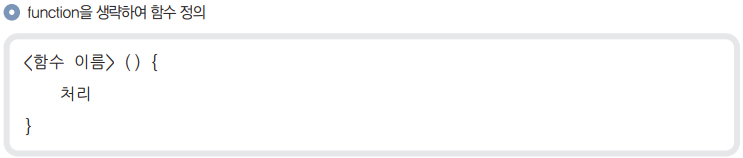 function을 생략하여 함수 정의
<함수 이름> () {
    처리
}